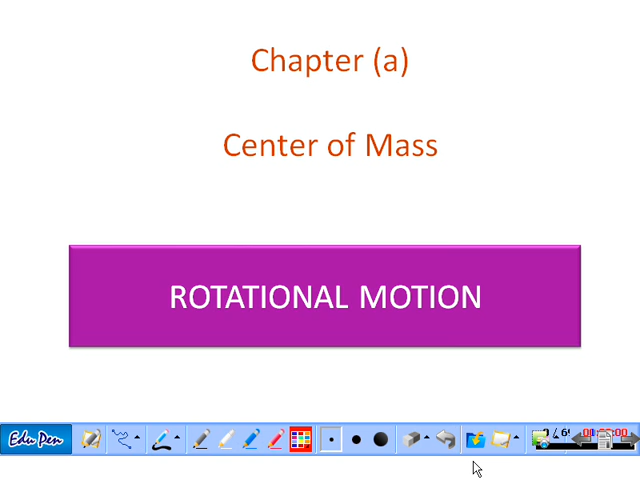 Chapter (a)
Center of Mass
ROTATIONAL MOTION
Edu Pen